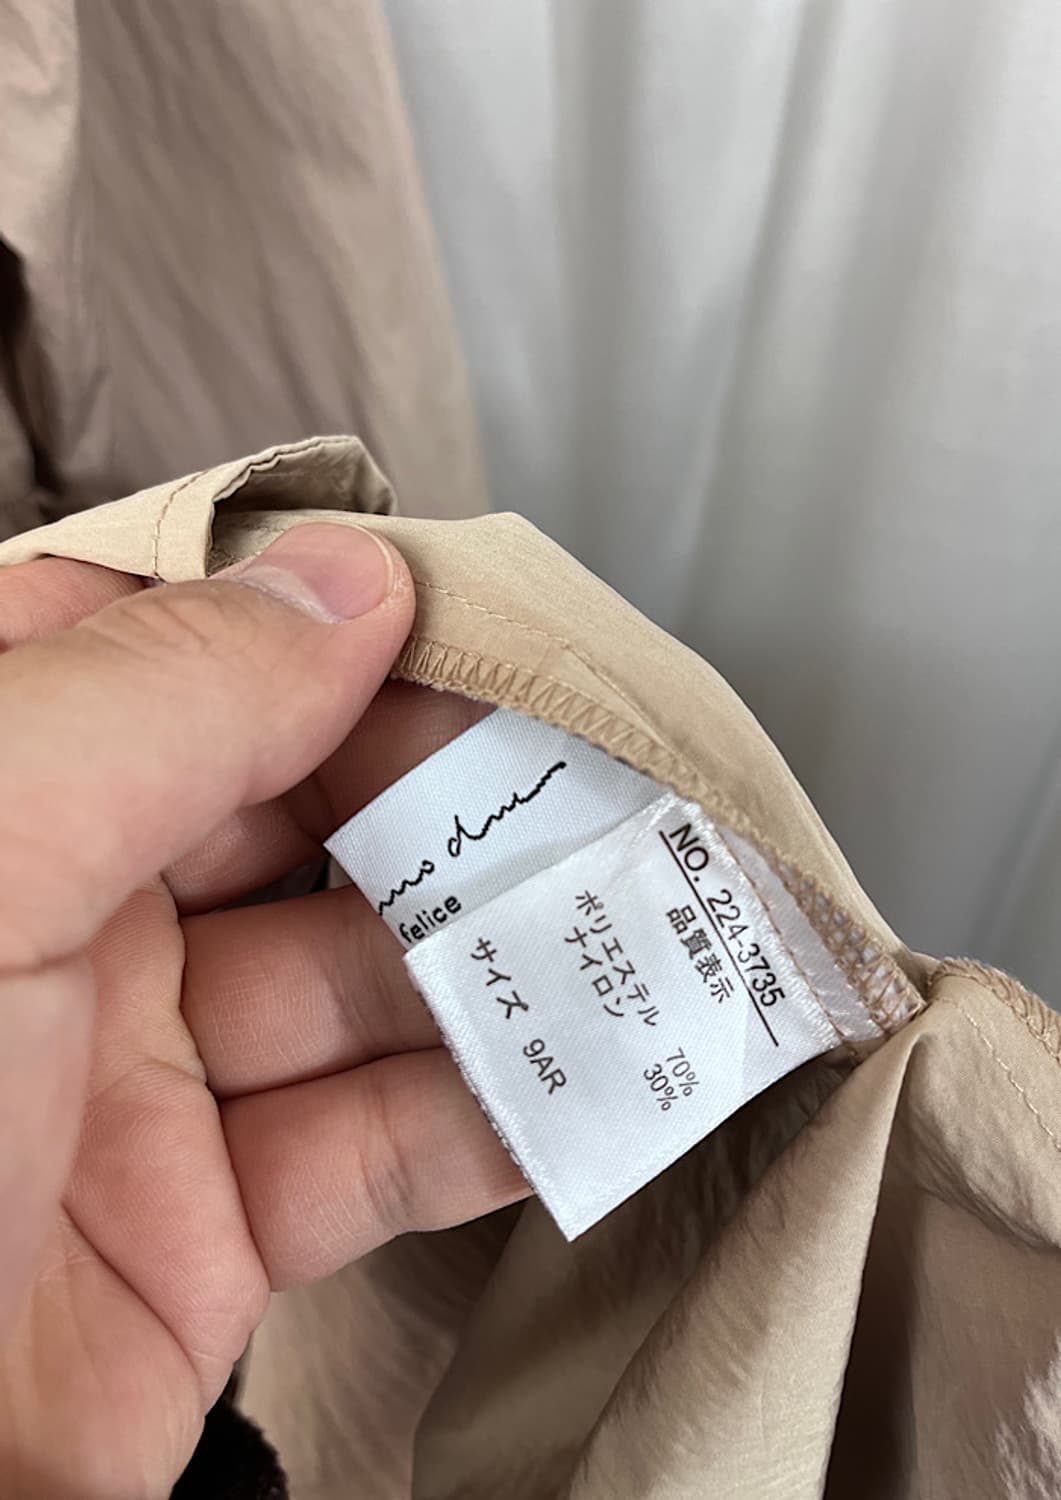 felice
NO. 224-3735
品質表示
ポリエステル 70%
ナイロン 30%
サイズ 9AR